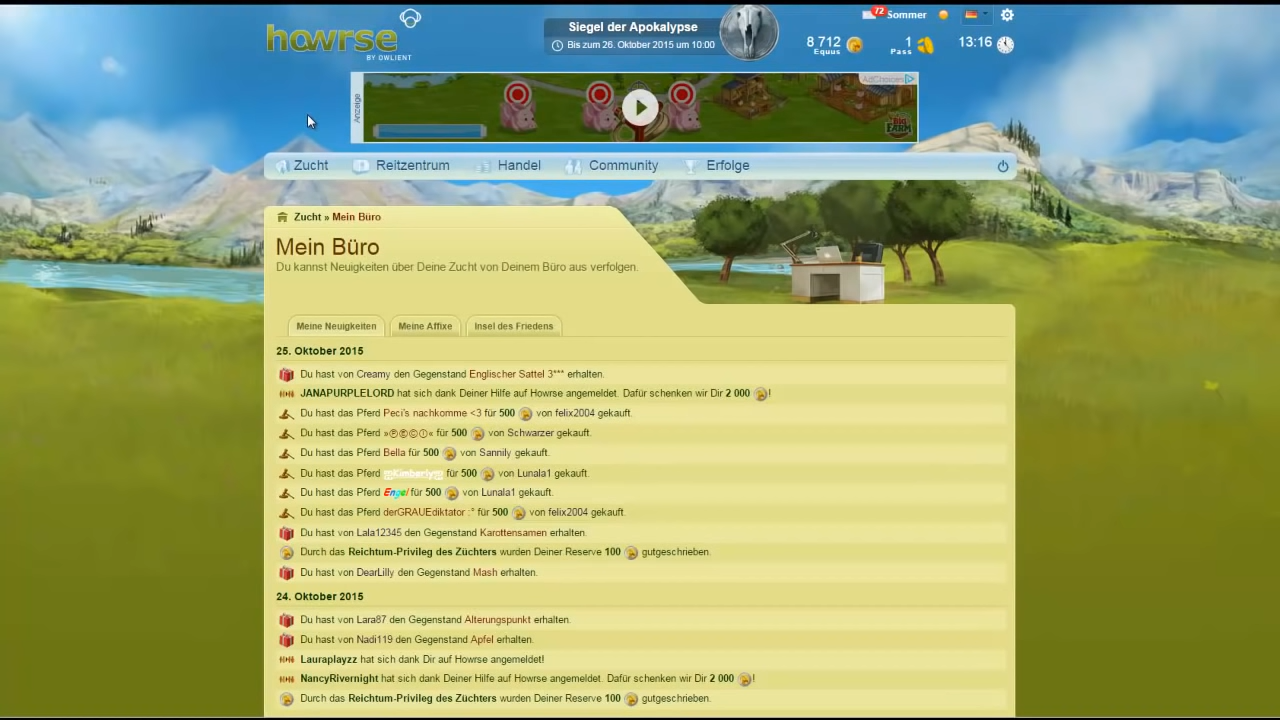 howrse
BY OWLIENT
Siegel der Apokalypse
Bis zum 26. Oktober 2015 um 10:00
72
Sommer
8 712
Equus
1
Pass
13:16
Anzeige
AdChoices
BIG FARM
Zucht
Reitzentrum
Handel
Community
Erfolge
Zucht » Mein Büro
Mein Büro
Du kannst Neuigkeiten über Deine Zucht von Deinem Büro aus verfolgen.
Meine Neuigkeiten
Meine Affixe
Insel des Friedens
25. Oktober 2015
Du hast von Creamy den Gegenstand Englischer Sattel 3*** erhalten.
JANAPURPLELORD hat sich dank Deiner Hilfe auf Howrse angemeldet. Dafür schenken wir Dir 2 000 !
Du hast das Pferd Peci's nachkomme <3 für 500 von felix2004 gekauft.
Du hast das Pferd »ⓅⒺⒸⒾ« für 500 von Schwarzer gekauft.
Du hast das Pferd Bella für 500 von Sannily gekauft.
Du hast das Pferd Kimberly für 500 von Lunala1 gekauft.
Du hast das Pferd Engel für 500 von Lunala1 gekauft.
Du hast das Pferd derGRAUEdiktator :* für 500 von felix2004 gekauft.
Du hast von Lala12345 den Gegenstand Karottensamen erhalten.
Durch das Reichtum-Privileg des Züchters wurden Deiner Reserve 100 gutgeschrieben.
Du hast von DearLilly den Gegenstand Mash erhalten.
24. Oktober 2015
Du hast von Lara87 den Gegenstand Alterungspunkt erhalten.
Du hast von Nadi119 den Gegenstand Apfel erhalten.
Lauraplayzz hat sich dank Dir auf Howrse angemeldet!
NancyRivernight hat sich dank Deiner Hilfe auf Howrse angemeldet. Dafür schenken wir Dir 2 000 !
Durch das Reichtum-Privileg des Züchters wurden Deiner Reserve 100 gutgeschrieben.